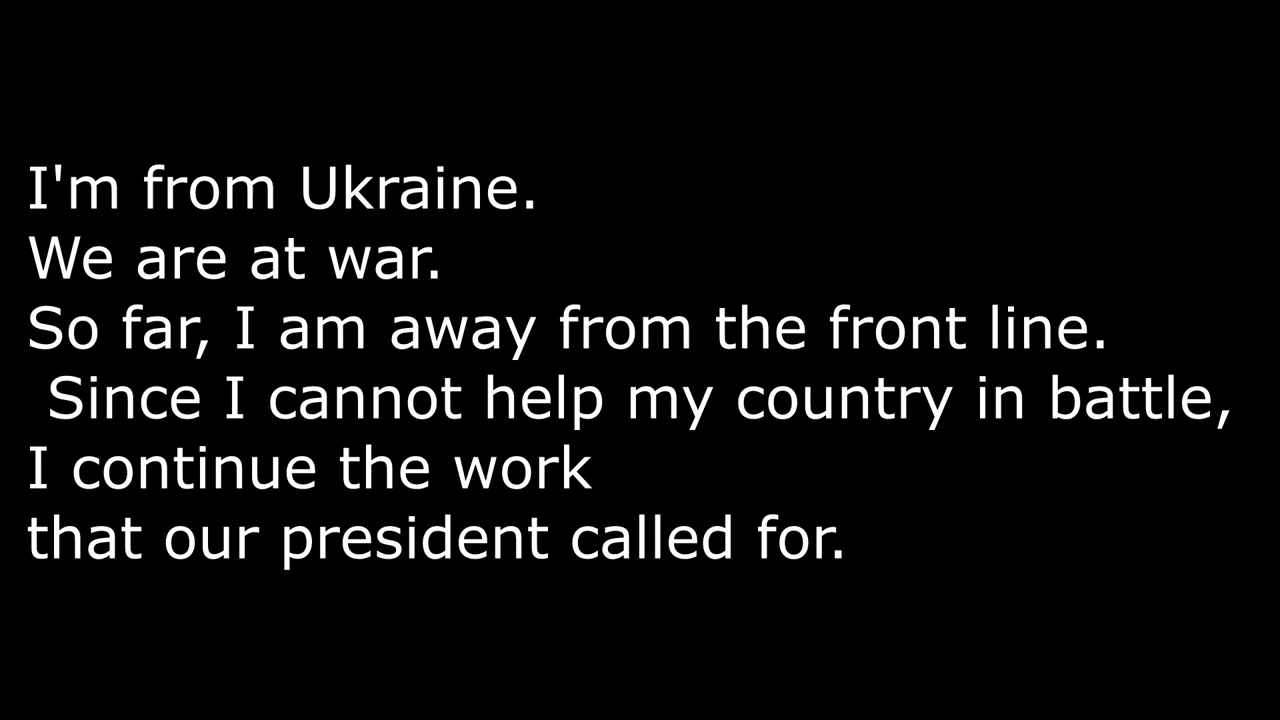 I'm from Ukraine.
We are at war.
So far, I am away from the front line.
Since I cannot help my country in battle,
I continue the work
that our president called for.